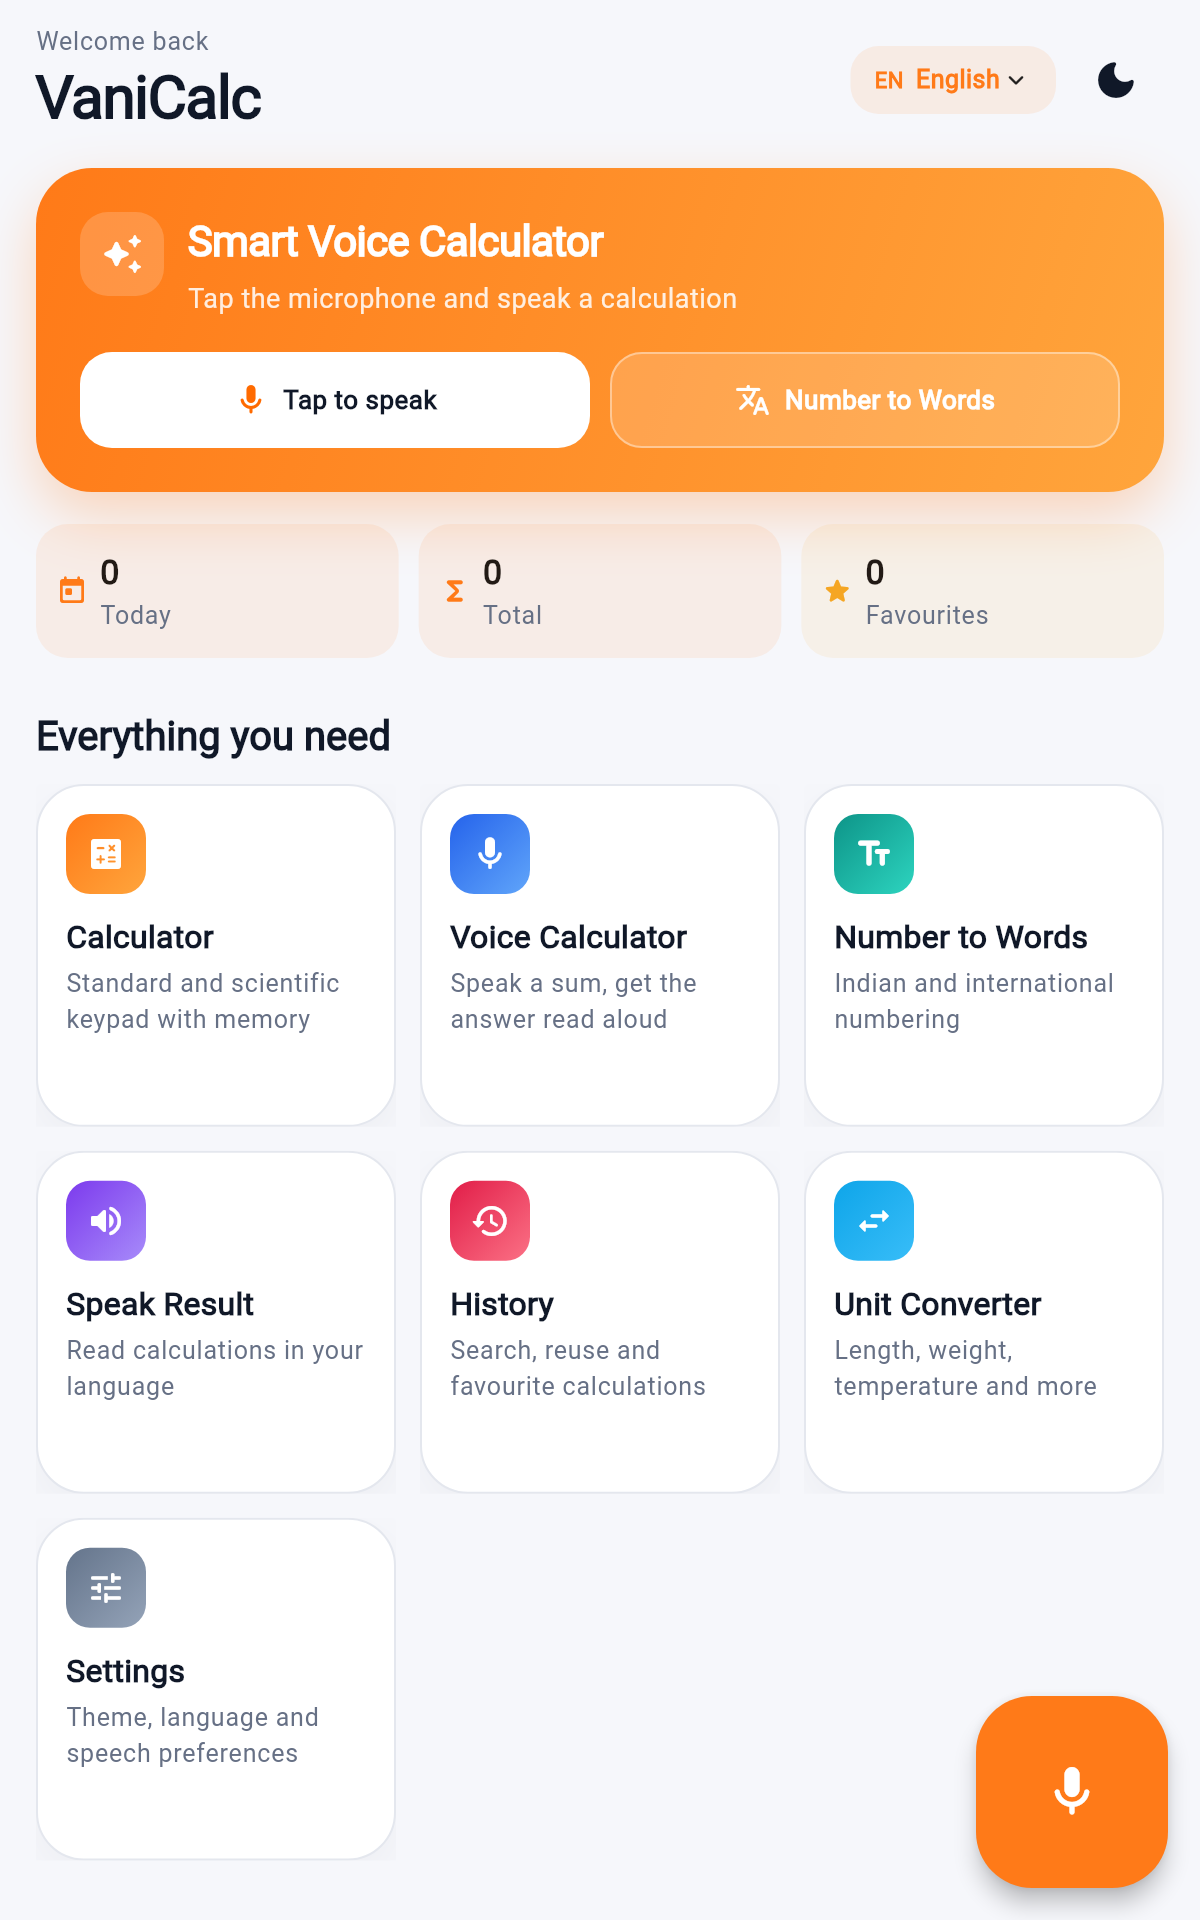 Welcome back
VaniCalc
EN English
Smart Voice Calculator
Tap the microphone and speak a calculation
Tap to speak
Number to Words
0
Today
0
Total
0
Favourites
Everything you need
Calculator
Standard and scientific
keypad with memory
Voice Calculator
Speak a sum, get the
answer read aloud
Number to Words
Indian and international
numbering
Speak Result
Read calculations in your
language
History
Search, reuse and
favourite calculations
Unit Converter
Length, weight,
temperature and more
Settings
Theme, language and
speech preferences